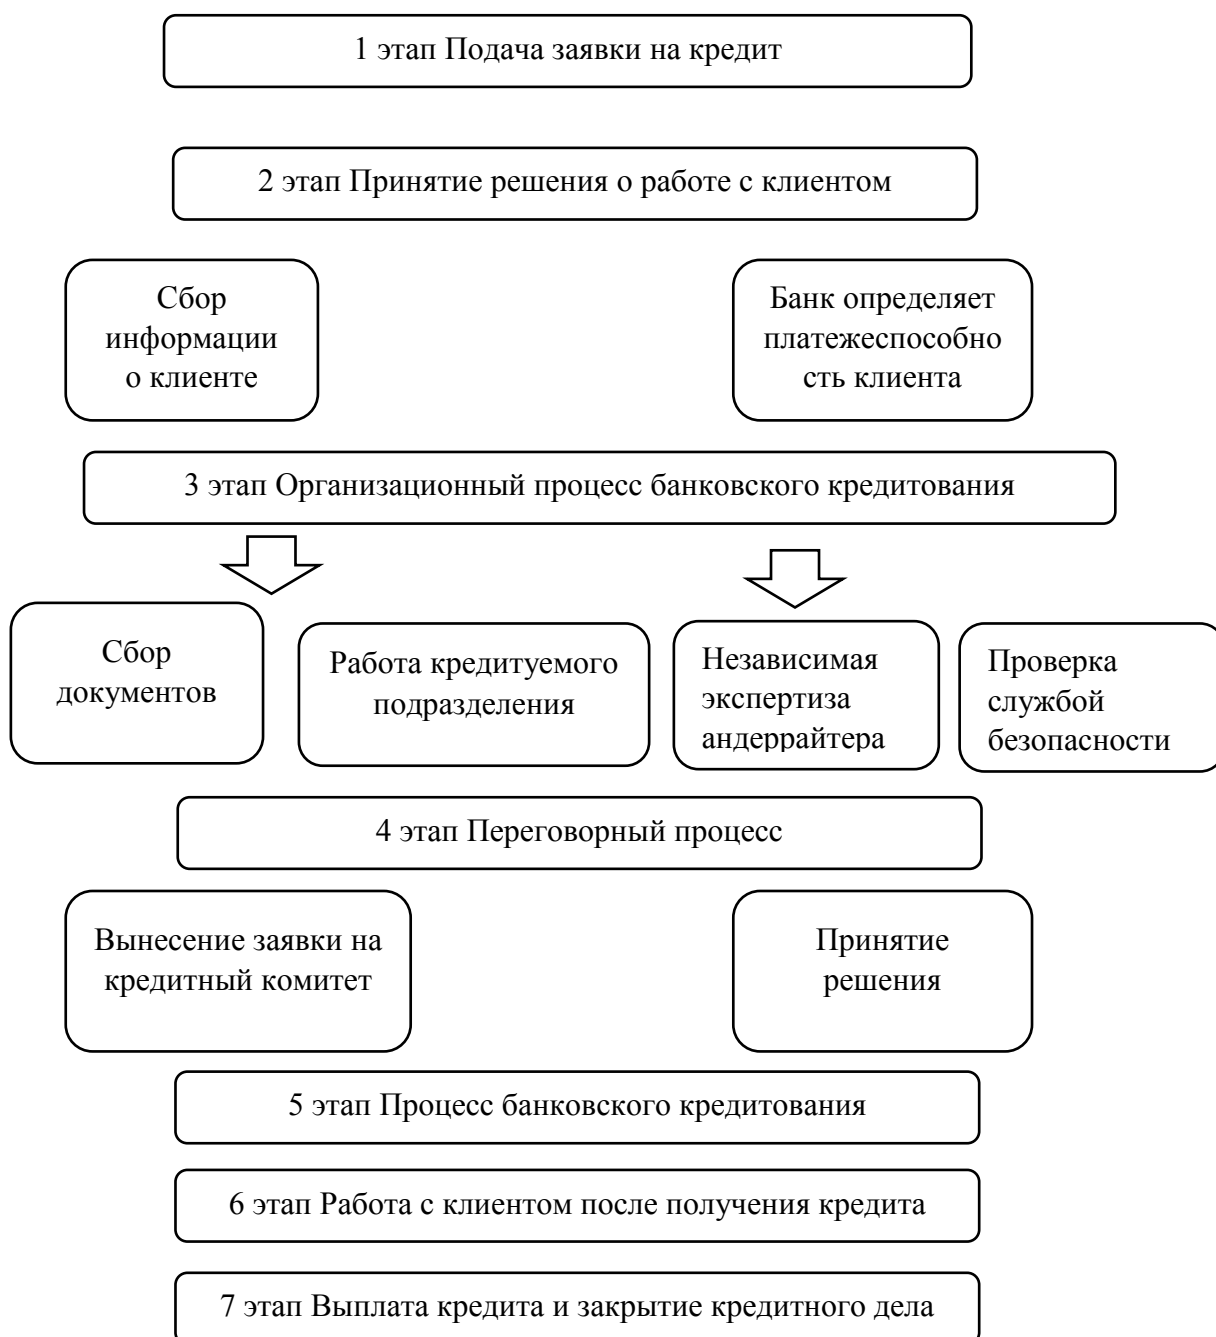 1 этап Подача заявки на кредит
2 этап Принятие решения о работе с клиентом
Сбор
информации
о клиенте
Банк определяет
платежеспособно
сть клиента
3 этап Организационный процесс банковского кредитования
Сбор
документов
Работа кредитуемого
подразделения
Независимая
экспертиза
андеррайтера
Проверка
службой
безопасности
4 этап Переговорный процесс
Вынесение заявки на
кредитный комитет
Принятие
решения
5 этап Процесс банковского кредитования
6 этап Работа с клиентом после получения кредита
7 этап Выплата кредита и закрытие кредитного дела